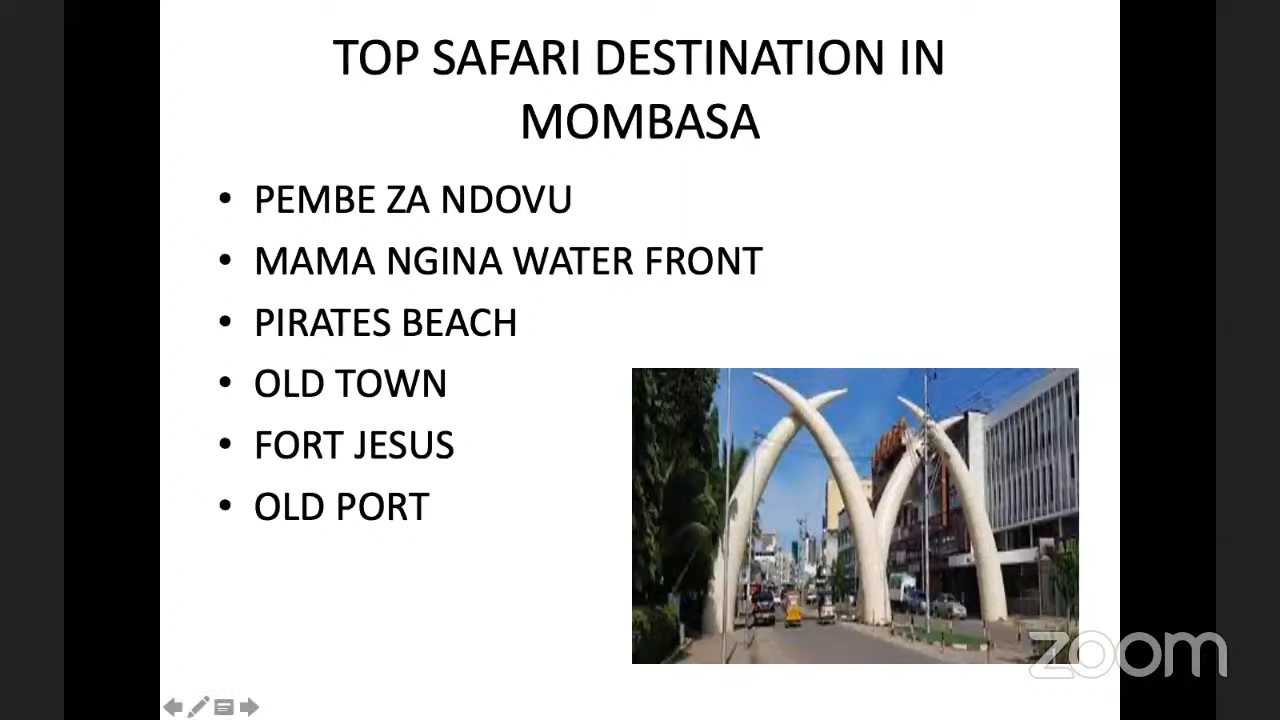 TOP SAFARI DESTINATION IN
MOMBASA
• PEMBE ZA NDOVU
• MAMA NGINA WATER FRONT
• PIRATES BEACH
• OLD TOWN
• FORT JESUS
• OLD PORT
zoom